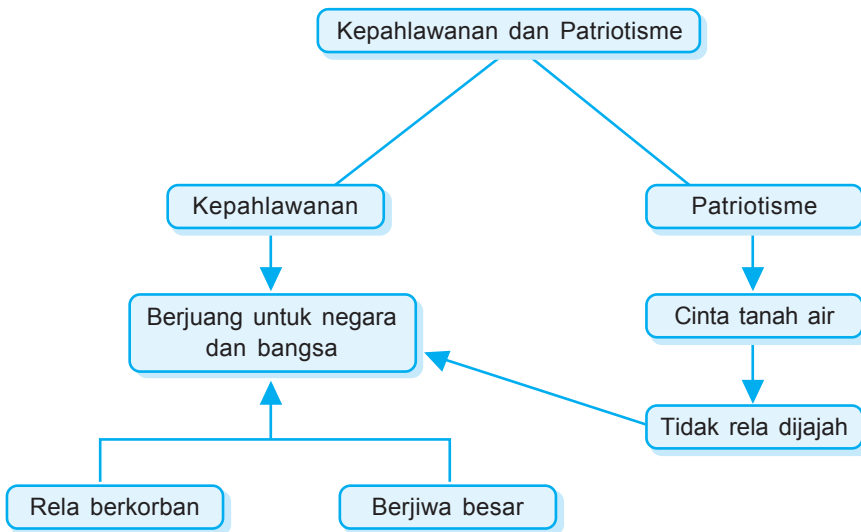 Kepahlawanan dan Patriotisme
Kepahlawanan
Patriotisme
Berjuang untuk negara
dan bangsa
Cinta tanah air
Tidak rela dijajah
Rela berkorban
Berjiwa besar